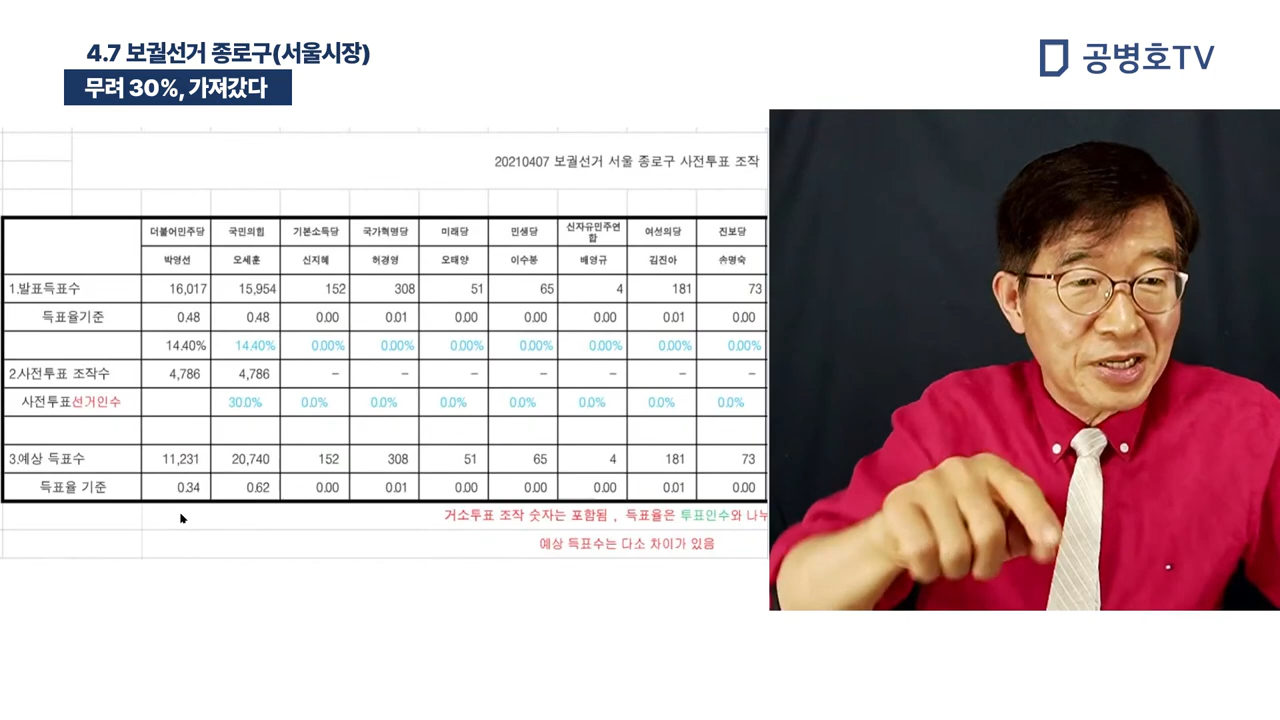 4.7 보궐선거 종로구(서울시장)
무려 30%, 가져갔다
공병호TV
20210407 보궐선거 서울 종로구 사전투표 조작
더불어민주당 국민의힘 기본소득당 국가혁명당 미래당 민생당 신자유민주연합 여성의당 진보당
박영선 오세훈 신지혜 허경영 오태양 이수봉 배영규 김진아 송명숙
1.발표득표수 16,017 15,954 152 308 51 65 4 181 73
득표율기준 0.48 0.48 0.00 0.01 0.00 0.00 0.00 0.01 0.00
14.40% 14.40% 0.00% 0.00% 0.00% 0.00% 0.00% 0.00% 0.00%
2.사전투표 조작수 4,786 4,786 – – – – – – –
사전투표선거인수 30.0% 0.0% 0.0% 0.0% 0.0% 0.0% 0.0% 0.0%
3.예상 득표수 11,231 20,740 152 308 51 65 4 181 73
득표율 기준 0.34 0.62 0.00 0.01 0.00 0.00 0.00 0.01 0.00
거소투표 조작 숫자는 포함됨 , 득표율은 투표인수와 나누
예상 득표수는 다소 차이가 있음